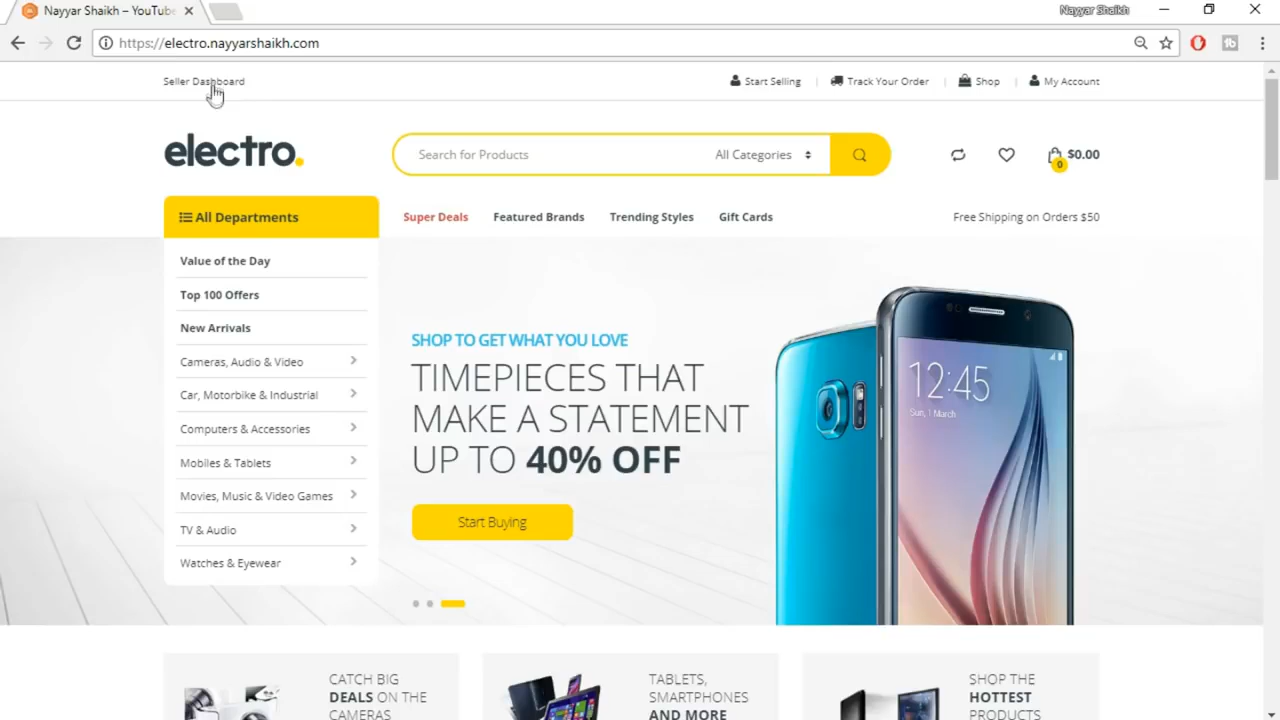 Nayyar Shaikh – YouTube
Nayyar Shaikh
https://electro.nayyarshaikh.com
Seller Dashboard
Start Selling
Track Your Order
Shop
My Account
electro.
Search for Products
All Categories
0
$0.00
All Departments
Super Deals
Featured Brands
Trending Styles
Gift Cards
Free Shipping on Orders $50
Value of the Day
Top 100 Offers
New Arrivals
Cameras, Audio & Video
Car, Motorbike & Industrial
Computers & Accessories
Mobiles & Tablets
Movies, Music & Video Games
TV & Audio
Watches & Eyewear
SHOP TO GET WHAT YOU LOVE
TIMEPIECES THAT
MAKE A STATEMENT
UP TO 40% OFF
Start Buying
12:45
Sun, 1 March
CATCH BIG
DEALS ON THE
CAMERAS
TABLETS,
SMARTPHONES
AND MORE
SHOP THE
HOTTEST
PRODUCTS